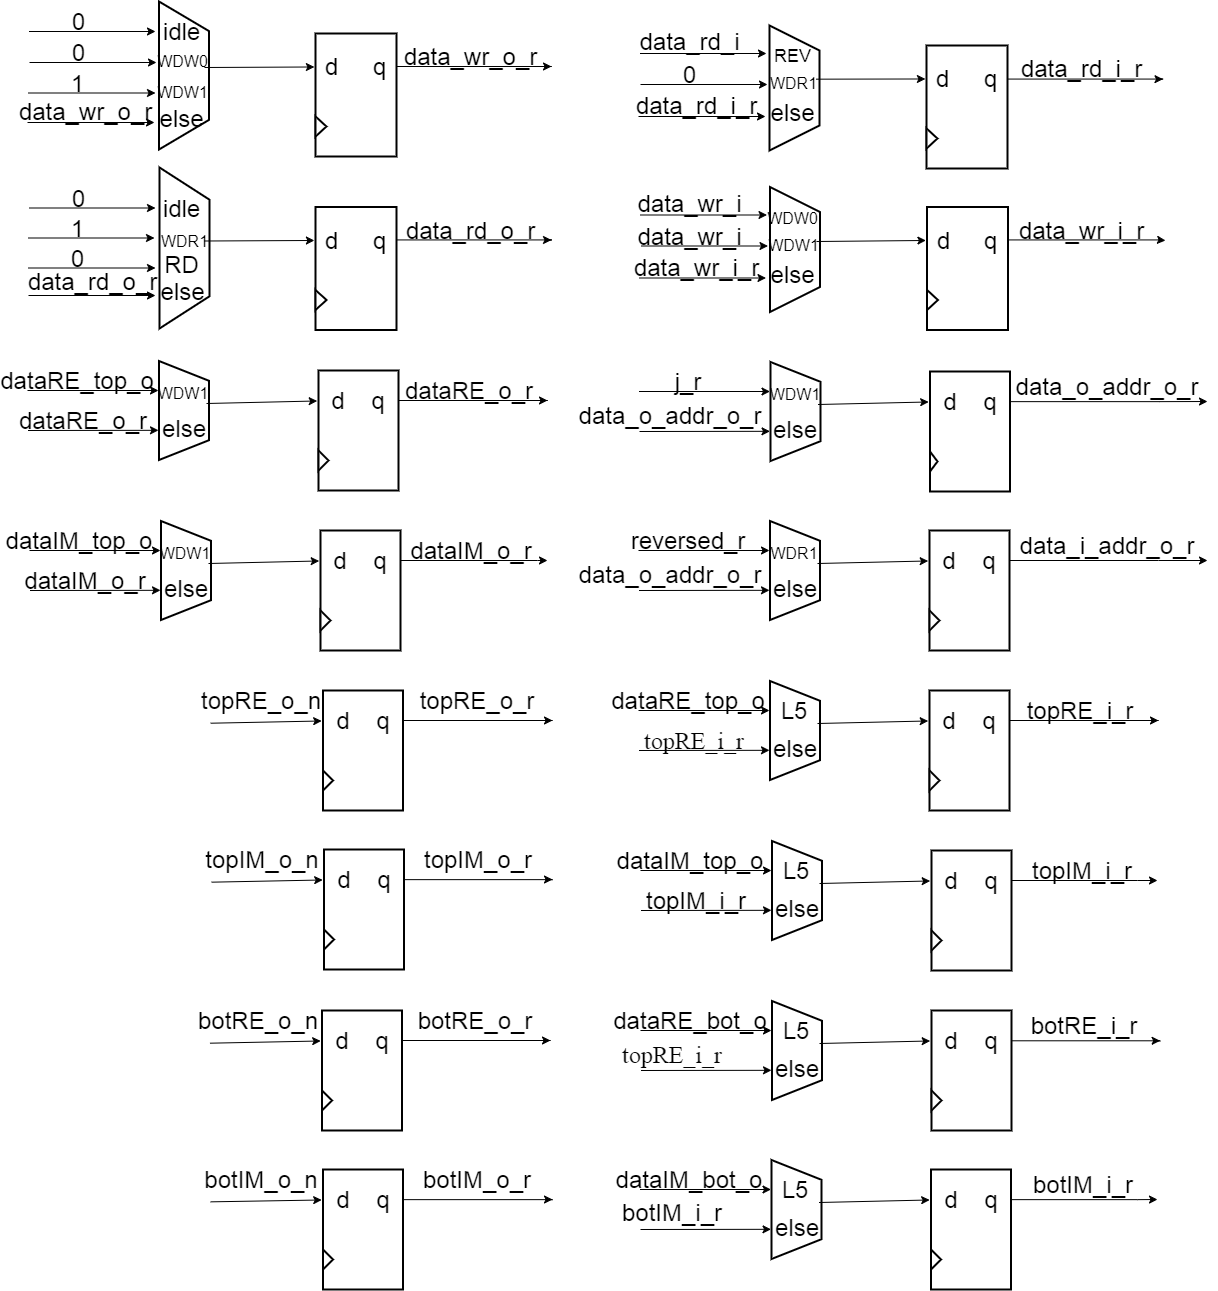 0
idle
0
WDW0
1
WDW1
data_wr_o_r
else
d q
data_wr_o_r
data_rd_i
REV
0
WDR1
data_rd_i_r
else
d q
data_rd_i_r
0
idle
1
WDR1
0
RD
data_rd_o_r
else
d q
data_rd_o_r
data_wr_i
WDW0
data_wr_i
WDW1
data_wr_i_r
else
d q
data_wr_i_r
dataRE_top_o
WDW1
dataRE_o_r
else
d q
dataRE_o_r
j_r
WDW1
data_o_addr_o_r
else
d q
data_o_addr_o_r
dataIM_top_o
WDW1
dataIM_o_r
else
d q
dataIM_o_r
reversed_r
WDR1
data_o_addr_o_r
else
d q
data_i_addr_o_r
topRE_o_n
d q
topRE_o_r
dataRE_top_o
L5
topRE_i_r
else
d q
topRE_i_r
topIM_o_n
d q
topIM_o_r
dataIM_top_o
L5
topIM_i_r
else
d q
topIM_i_r
botRE_o_n
d q
botRE_o_r
dataRE_bot_o
L5
topRE_i_r
else
d q
botRE_i_r
botIM_o_n
d q
botIM_o_r
dataIM_bot_o
L5
botIM_i_r
else
d q
botIM_i_r